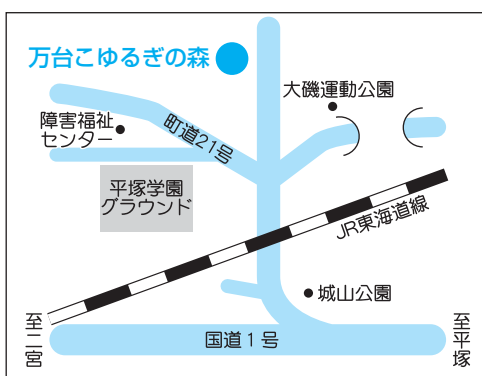 万台こゆるぎの森
大磯運動公園
障害福祉
センター
町道21号
平塚学園
グラウンド
JR東海道線
城山公園
至二宮
国道1号
至平塚